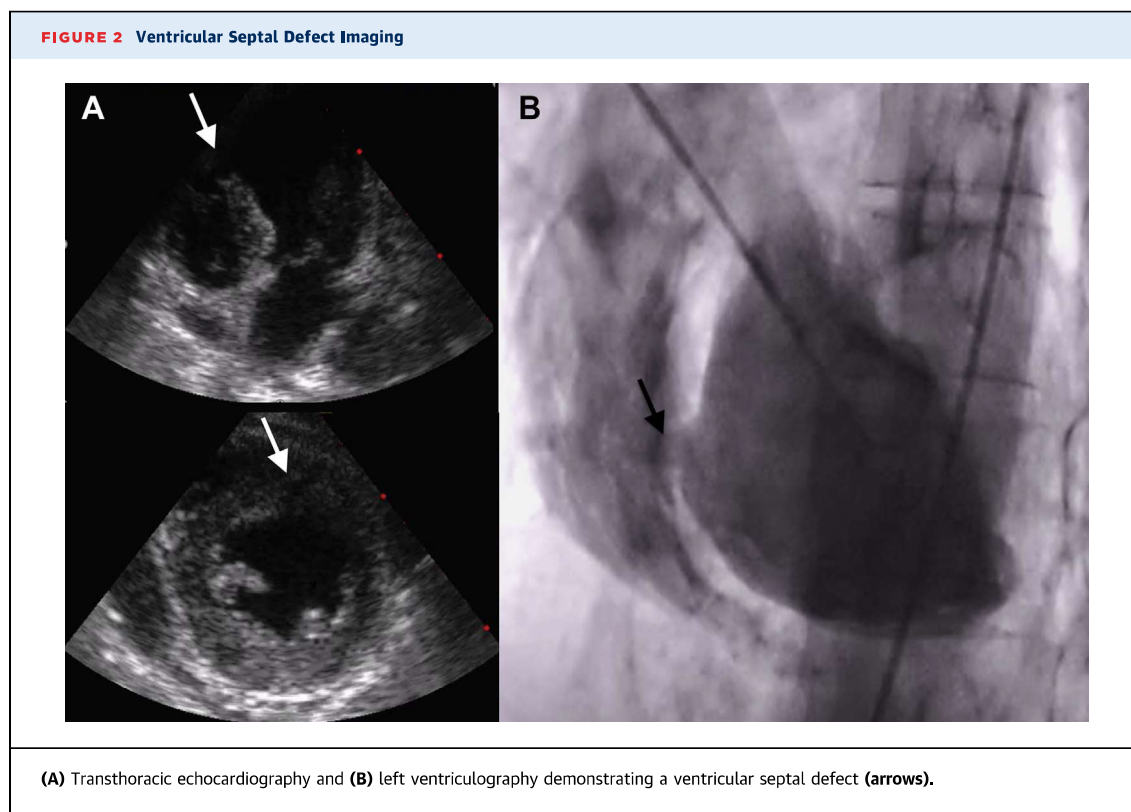 FIGURE 2 Ventricular Septal Defect Imaging
A
B
(A) Transthoracic echocardiography and (B) left ventriculography demonstrating a ventricular septal defect (arrows).